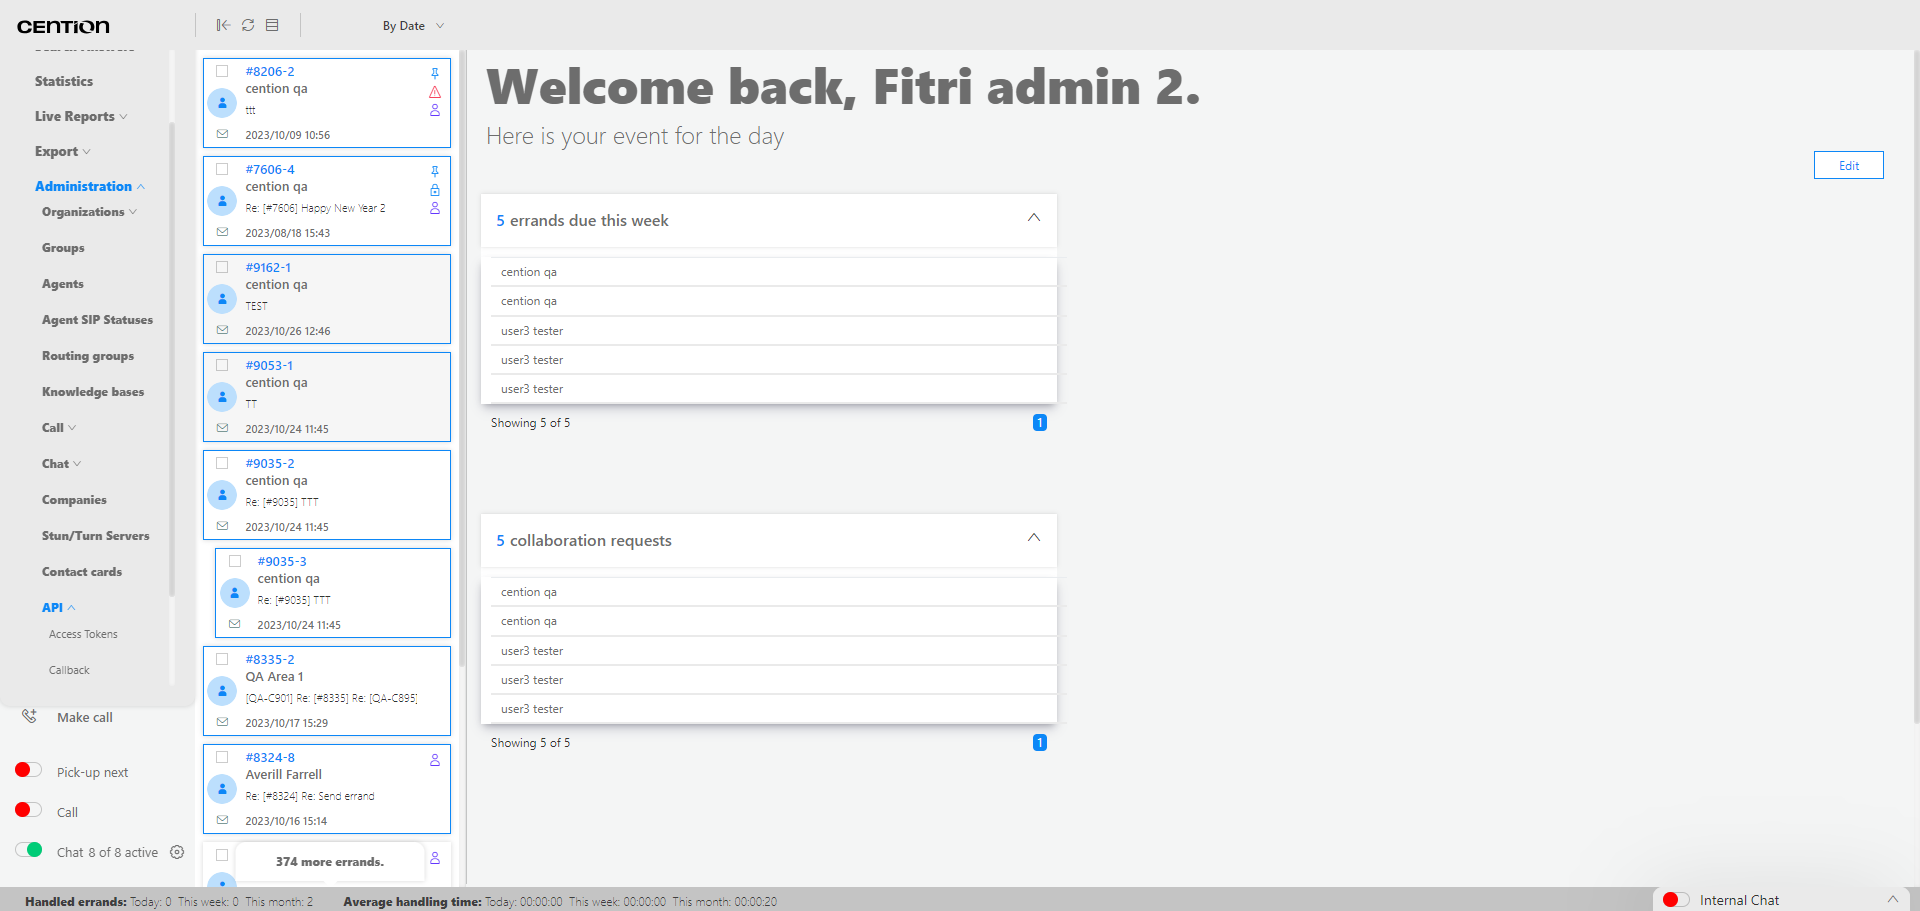 CENTION
By Date
Search Answers
Statistics
Live Reports
Export
Administration
Organizations
Groups
Agents
Agent SIP Statuses
Routing groups
Knowledge bases
Call
Chat
Companies
Stun/Turn Servers
Contact cards
API
Access Tokens
Callback
Make call
Pick-up next
Call
Chat 8 of 8 active
#8206-2
cention qa
ttt
2023/10/09 10:56
#7606-4
cention qa
Re: [#7606] Happy New Year 2
2023/08/18 15:43
#9162-1
cention qa
TEST
2023/10/26 12:46
#9053-1
cention qa
TT
2023/10/24 11:45
#9035-2
cention qa
Re: [#9035] TTT
2023/10/24 11:45
#9035-3
cention qa
Re: [#9035] TTT
2023/10/24 11:45
#8335-2
QA Area 1
[QA-C901] Re: [#8335] Re: [QA-C895]
2023/10/17 15:29
#8324-8
Averill Farrell
Re: [#8324] Re: Send errand
2023/10/16 15:14
374 more errands.
Welcome back, Fitri admin 2.
Here is your event for the day
Edit
5 errands due this week
cention qa
cention qa
user3 tester
user3 tester
user3 tester
Showing 5 of 5
1
5 collaboration requests
cention qa
cention qa
user3 tester
user3 tester
user3 tester
Showing 5 of 5
1
Handled errands: Today: 0 This week: 0 This month: 2 Average handling time: Today: 00:00:00 This week: 00:00:00 This month: 00:00:20
Internal Chat